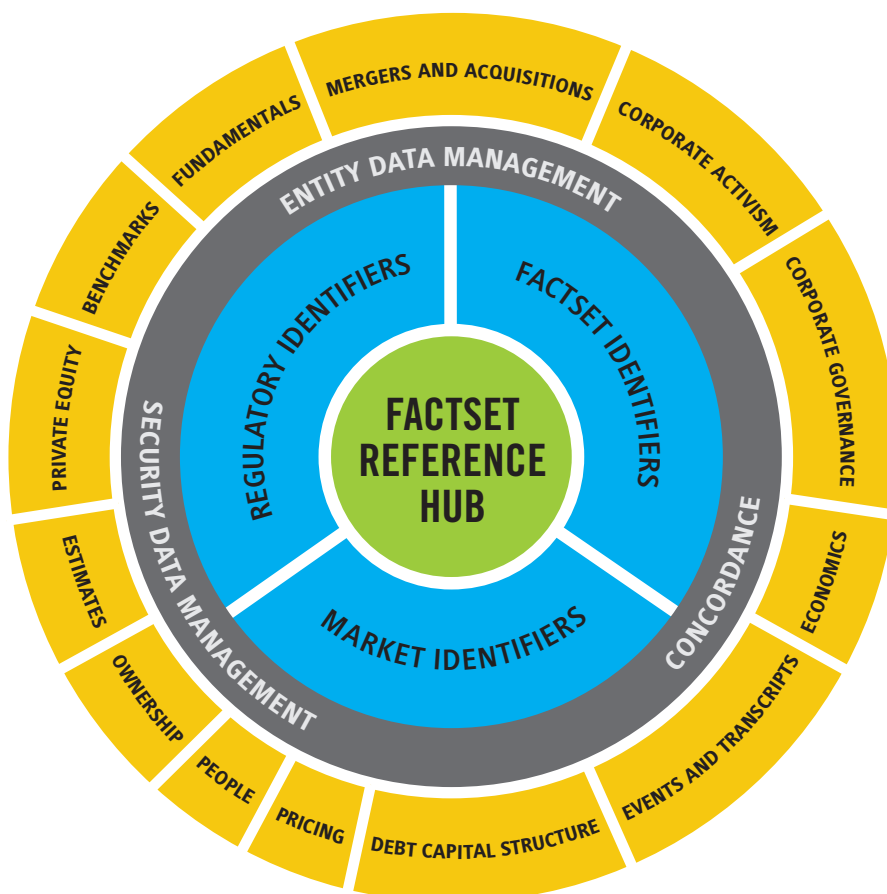 MERGERS AND ACQUISITIONS
CORPORATE ACTIVISM
CORPORATE GOVERNANCE
ECONOMICS
EVENTS AND TRANSCRIPTS
DEBT CAPITAL STRUCTURE
PRICING
PEOPLE
OWNERSHIP
ESTIMATES
PRIVATE EQUITY
BENCHMARKS
FUNDAMENTALS
ENTITY DATA MANAGEMENT
CONCORDANCE
SECURITY DATA MANAGEMENT
REGULATORY IDENTIFIERS
FACTSET IDENTIFIERS
MARKET IDENTIFIERS
FACTSET
REFERENCE
HUB